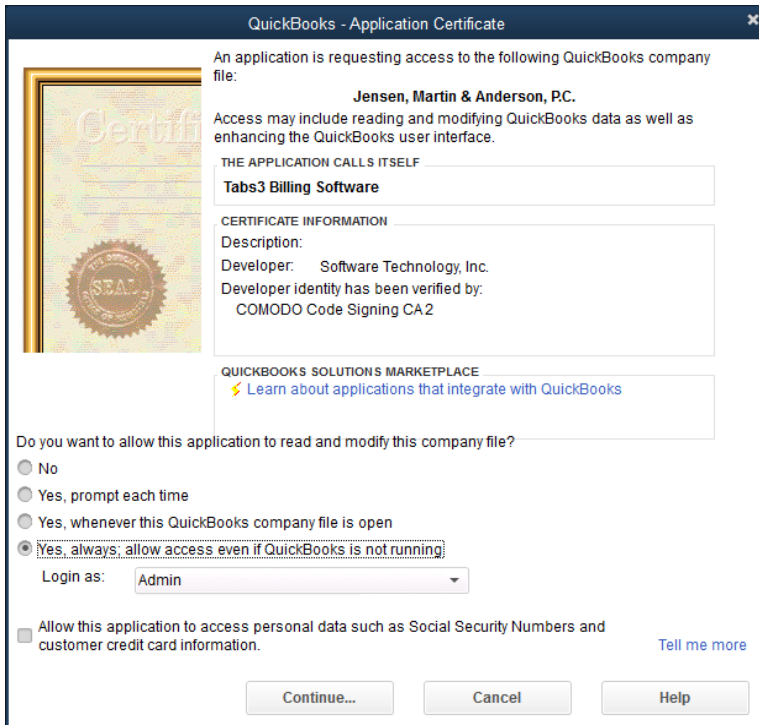 QuickBooks - Application Certificate
An application is requesting access to the following QuickBooks company
file:
Jensen, Martin & Anderson, P.C.
Access may include reading and modifying QuickBooks data as well as
enhancing the QuickBooks user interface.
THE APPLICATION CALLS ITSELF
Tabs3 Billing Software
CERTIFICATE INFORMATION
Description:
Developer: Software Technology, Inc.
Developer identity has been verified by:
COMODO Code Signing CA 2
QUICKBOOKS SOLUTIONS MARKETPLACE
Learn about applications that integrate with QuickBooks
Certifi
SEAL
Do you want to allow this application to read and modify this company file?
No
Yes, prompt each time
Yes, whenever this QuickBooks company file is open
Yes, always; allow access even if QuickBooks is not running
Login as: Admin
Allow this application to access personal data such as Social Security Numbers and
customer credit card information.
Tell me more
Continue... Cancel Help